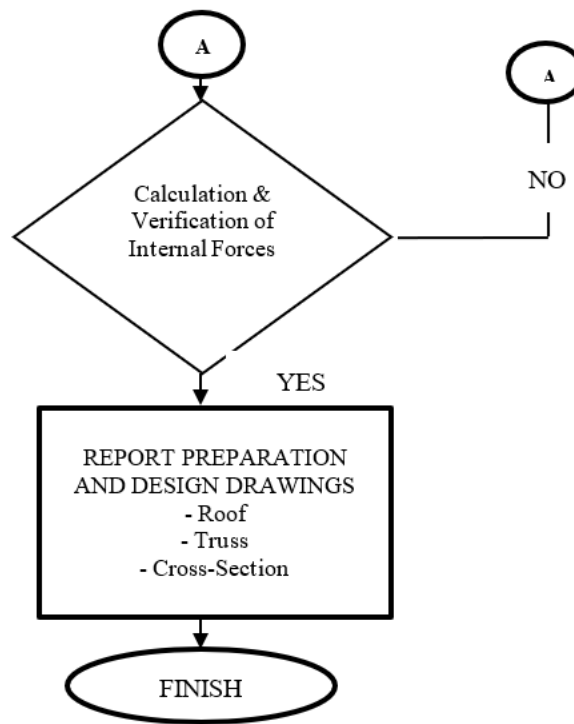 A
A
Calculation &
Verification of
Internal Forces
NO
YES
REPORT PREPARATION
AND DESIGN DRAWINGS
- Roof
- Truss
- Cross-Section
FINISH